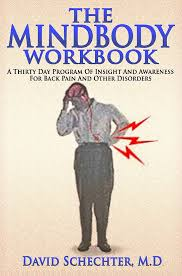 THE
MINDBODY
WORKBOOK
A THIRTY DAY PROGRAM OF INSIGHT AND AWARENESS
FOR BACK PAIN AND OTHER DISORDERS
DAVID SCHECHTER, M.D